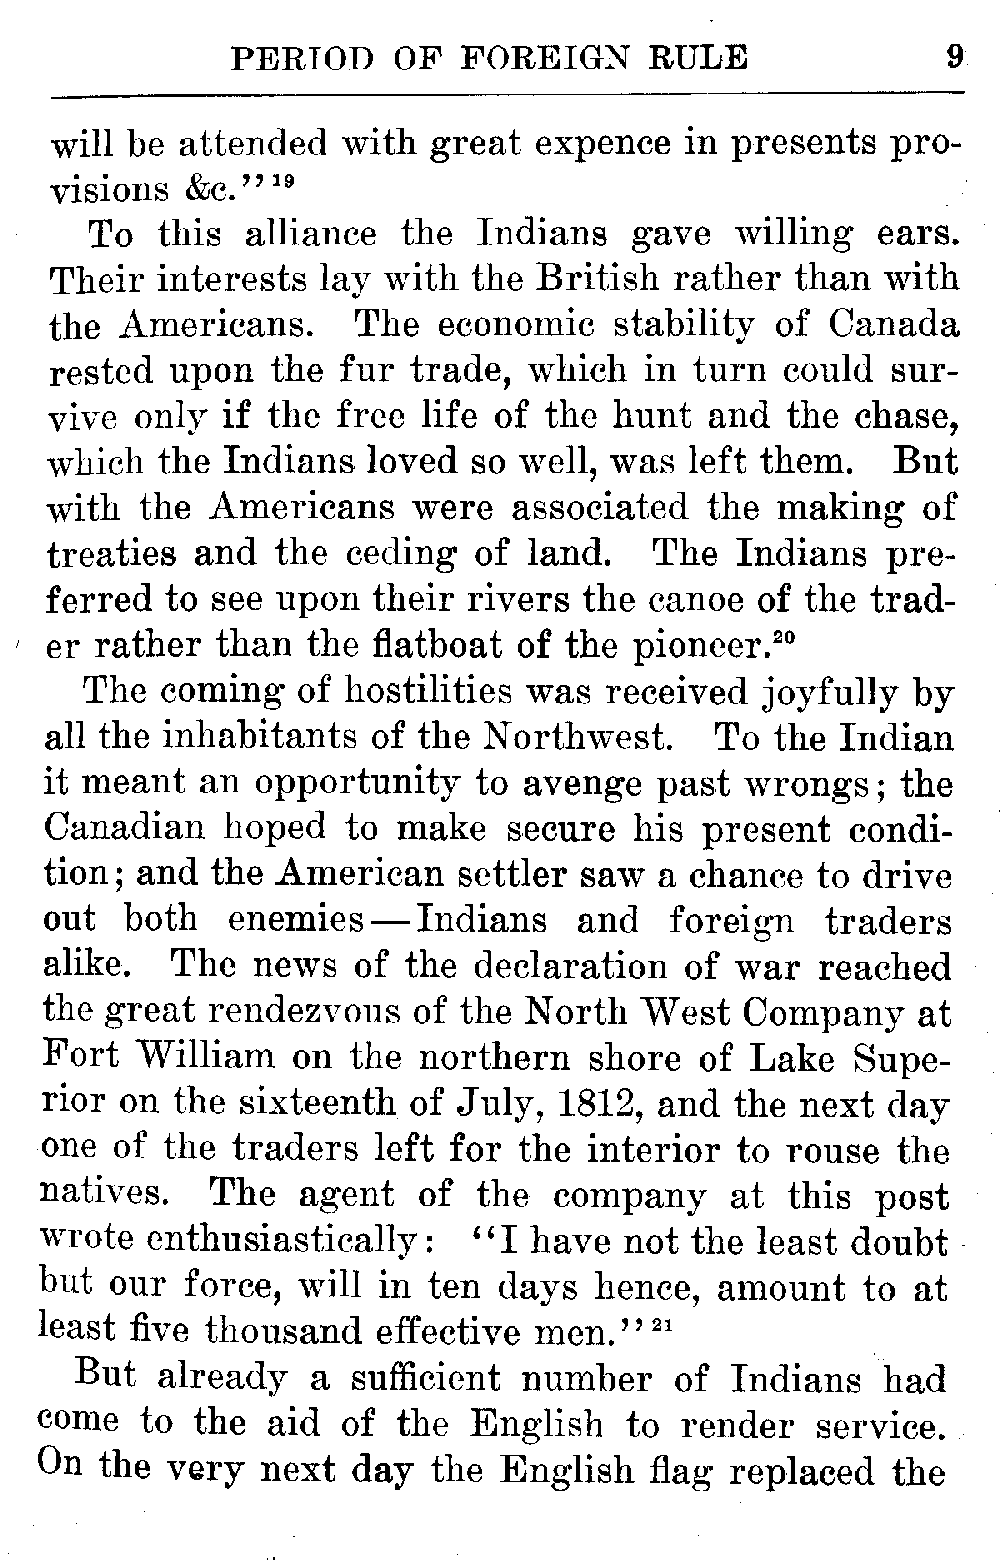 PERIOD OF FOREIGN RULE 9
will be attended with great expence in presents pro-
visions &c.''¹⁹
To this alliance the Indians gave willing ears.
Their interests lay with the British rather than with
the Americans. The economic stability of Canada
rested upon the fur trade, which in turn could sur-
vive only if the free life of the hunt and the chase,
which the Indians loved so well, was left them. But
with the Americans were associated the making of
treaties and the ceding of land. The Indians pre-
ferred to see upon their rivers the canoe of the trad-
er rather than the flatboat of the pioneer.²⁰
The coming of hostilities was received joyfully by
all the inhabitants of the Northwest. To the Indian
it meant an opportunity to avenge past wrongs; the
Canadian hoped to make secure his present condi-
tion; and the American settler saw a chance to drive
out both enemies—Indians and foreign traders
alike. The news of the declaration of war reached
the great rendezvous of the North West Company at
Fort William on the northern shore of Lake Supe-
rior on the sixteenth of July, 1812, and the next day
one of the traders left for the interior to rouse the
natives. The agent of the company at this post
wrote enthusiastically: ‘‘I have not the least doubt
but our force, will in ten days hence, amount to at
least five thousand effective men.''²¹
But already a sufficient number of Indians had
come to the aid of the English to render service.
On the very next day the English flag replaced the